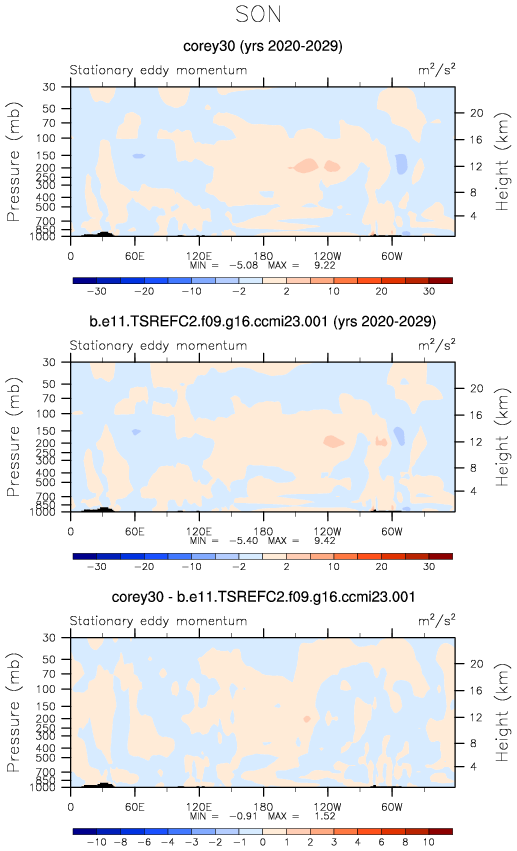 SON
corey30 (yrs 2020-2029)
Stationary eddy momentum m²/s²
Pressure (mb)
30
50
70
100
150
200
250
300
400
500
700
850
1000
Height (km)
20
16
12
8
4
0 60E 120E 180 120W 60W
MIN = −5.08 MAX = 9.22
−30 −20 −10 −5 −2 2 5 10 20 30
b.e11.TSREFC2.f09.g16.ccmi23.001 (yrs 2020-2029)
Stationary eddy momentum m²/s²
Pressure (mb)
30
50
70
100
150
200
250
300
400
500
700
850
1000
Height (km)
20
16
12
8
4
0 60E 120E 180 120W 60W
MIN = −5.40 MAX = 9.42
−30 −20 −10 −5 −2 2 5 10 20 30
corey30 - b.e11.TSREFC2.f09.g16.ccmi23.001
Stationary eddy momentum m²/s²
Pressure (mb)
30
50
70
100
150
200
250
300
400
500
700
850
1000
Height (km)
20
16
12
8
4
0 60E 120E 180 120W 60W
MIN = −0.91 MAX = 1.52
−10 −8 −6 −4 −3 −2 −1 0 1 2 3 4 6 8 10